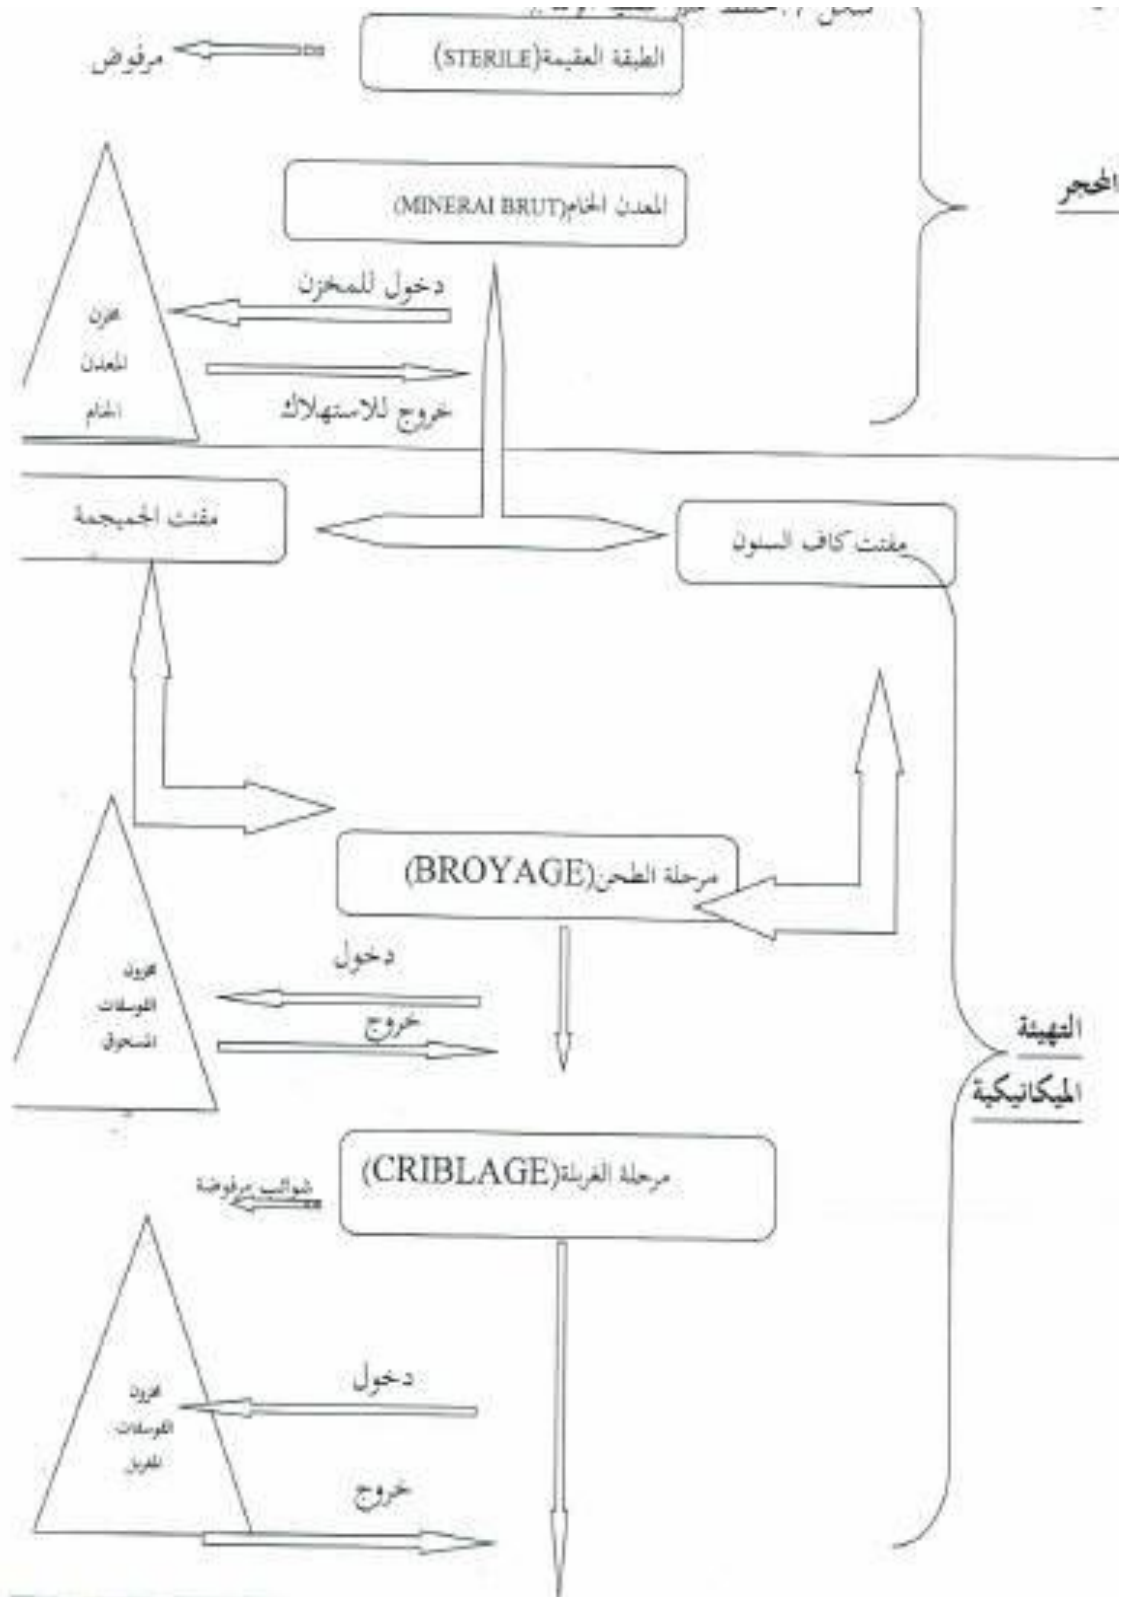 الطبقة العقيمة(STERILE)
مرفوض
المحجر
المعدن الخام(MINERAI BRUT)
دخول للمخزن
مخزن
المعدن
الخام
خروج للاستهلاك
مفتت الجميجمة
مفتت كاف السنون
مرحلة الطحن(BROYAGE)
دخول
مخزون
الفوسفات
المسحوق
خروج
التهيئة
الميكانيكية
مرحلة الغربلة(CRIBLAGE)
شوائب مرفوضة
دخول
مخزون
الفوسفات
المغربل
خروج